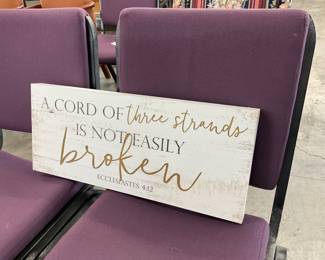 A CORD OF three strands
IS NOT EASILY
broken
ECCLESIASTES 4:12